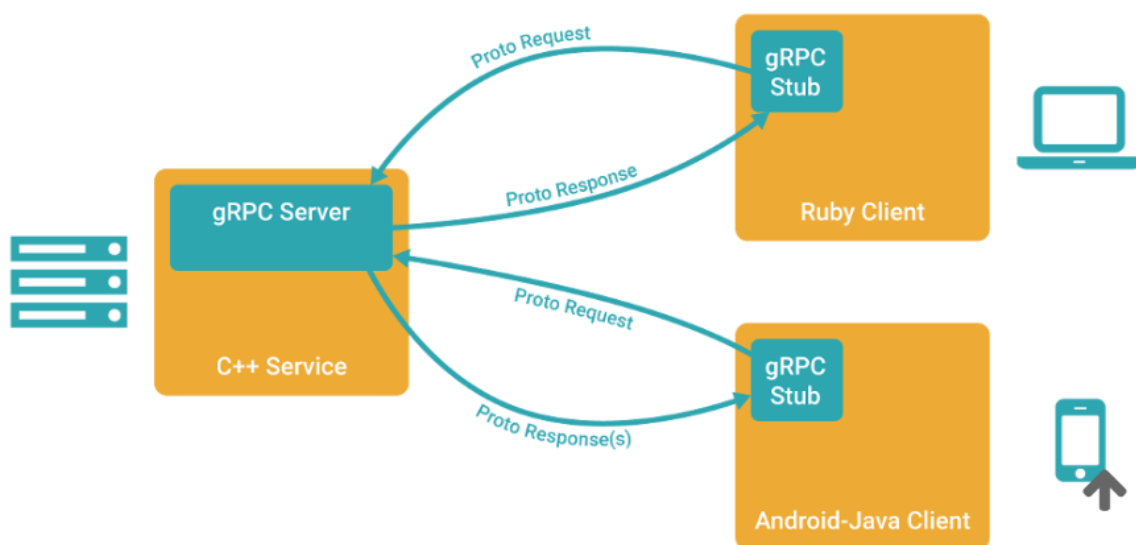 Proto Request
gRPC
Stub
Proto Response
Ruby Client
gRPC Server
C++ Service
Proto Request
gRPC
Stub
Proto Response(s)
Android-Java Client